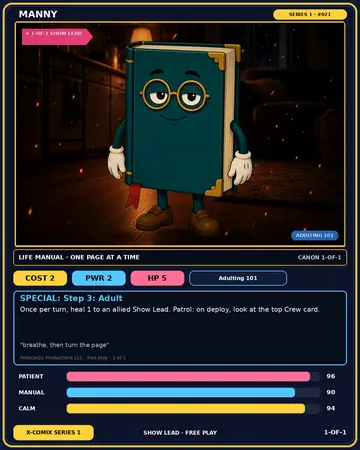 MANNY
SERIES 1 · #021
★ 1-OF-1 SHOW LEAD
ADULTING 101
LIFE MANUAL · ONE PAGE AT A TIME
CANON 1-OF-1
COST 2
PWR 2
HP 5
Adulting 101
SPECIAL: Step 3: Adult
Once per turn, heal 1 to an allied Show Lead. Patrol: on deploy, look at the top Crew card.
"breathe, then turn the page"
Petecantic Productions LLC · free play · 1 of 1
PATIENT 96
MANUAL 90
CALM 94
X-COMIX SERIES 1
SHOW LEAD · FREE PLAY
1-OF-1